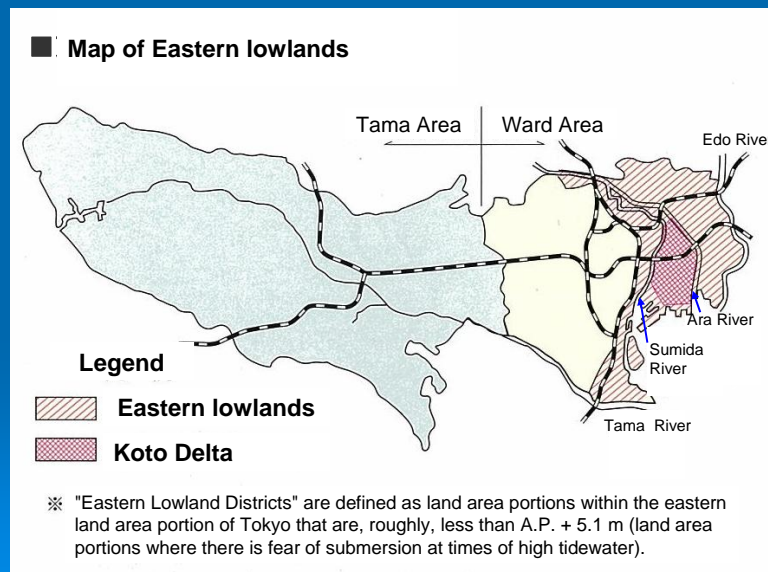 Map of Eastern lowlands
Tama Area
Ward Area
Edo River
Ara River
Sumida
River
Tama River
Legend
Eastern lowlands
Koto Delta
※ "Eastern Lowland Districts" are defined as land area portions within the eastern
land area portion of Tokyo that are, roughly, less than A.P. + 5.1 m (land area
portions where there is fear of submersion at times of high tidewater).